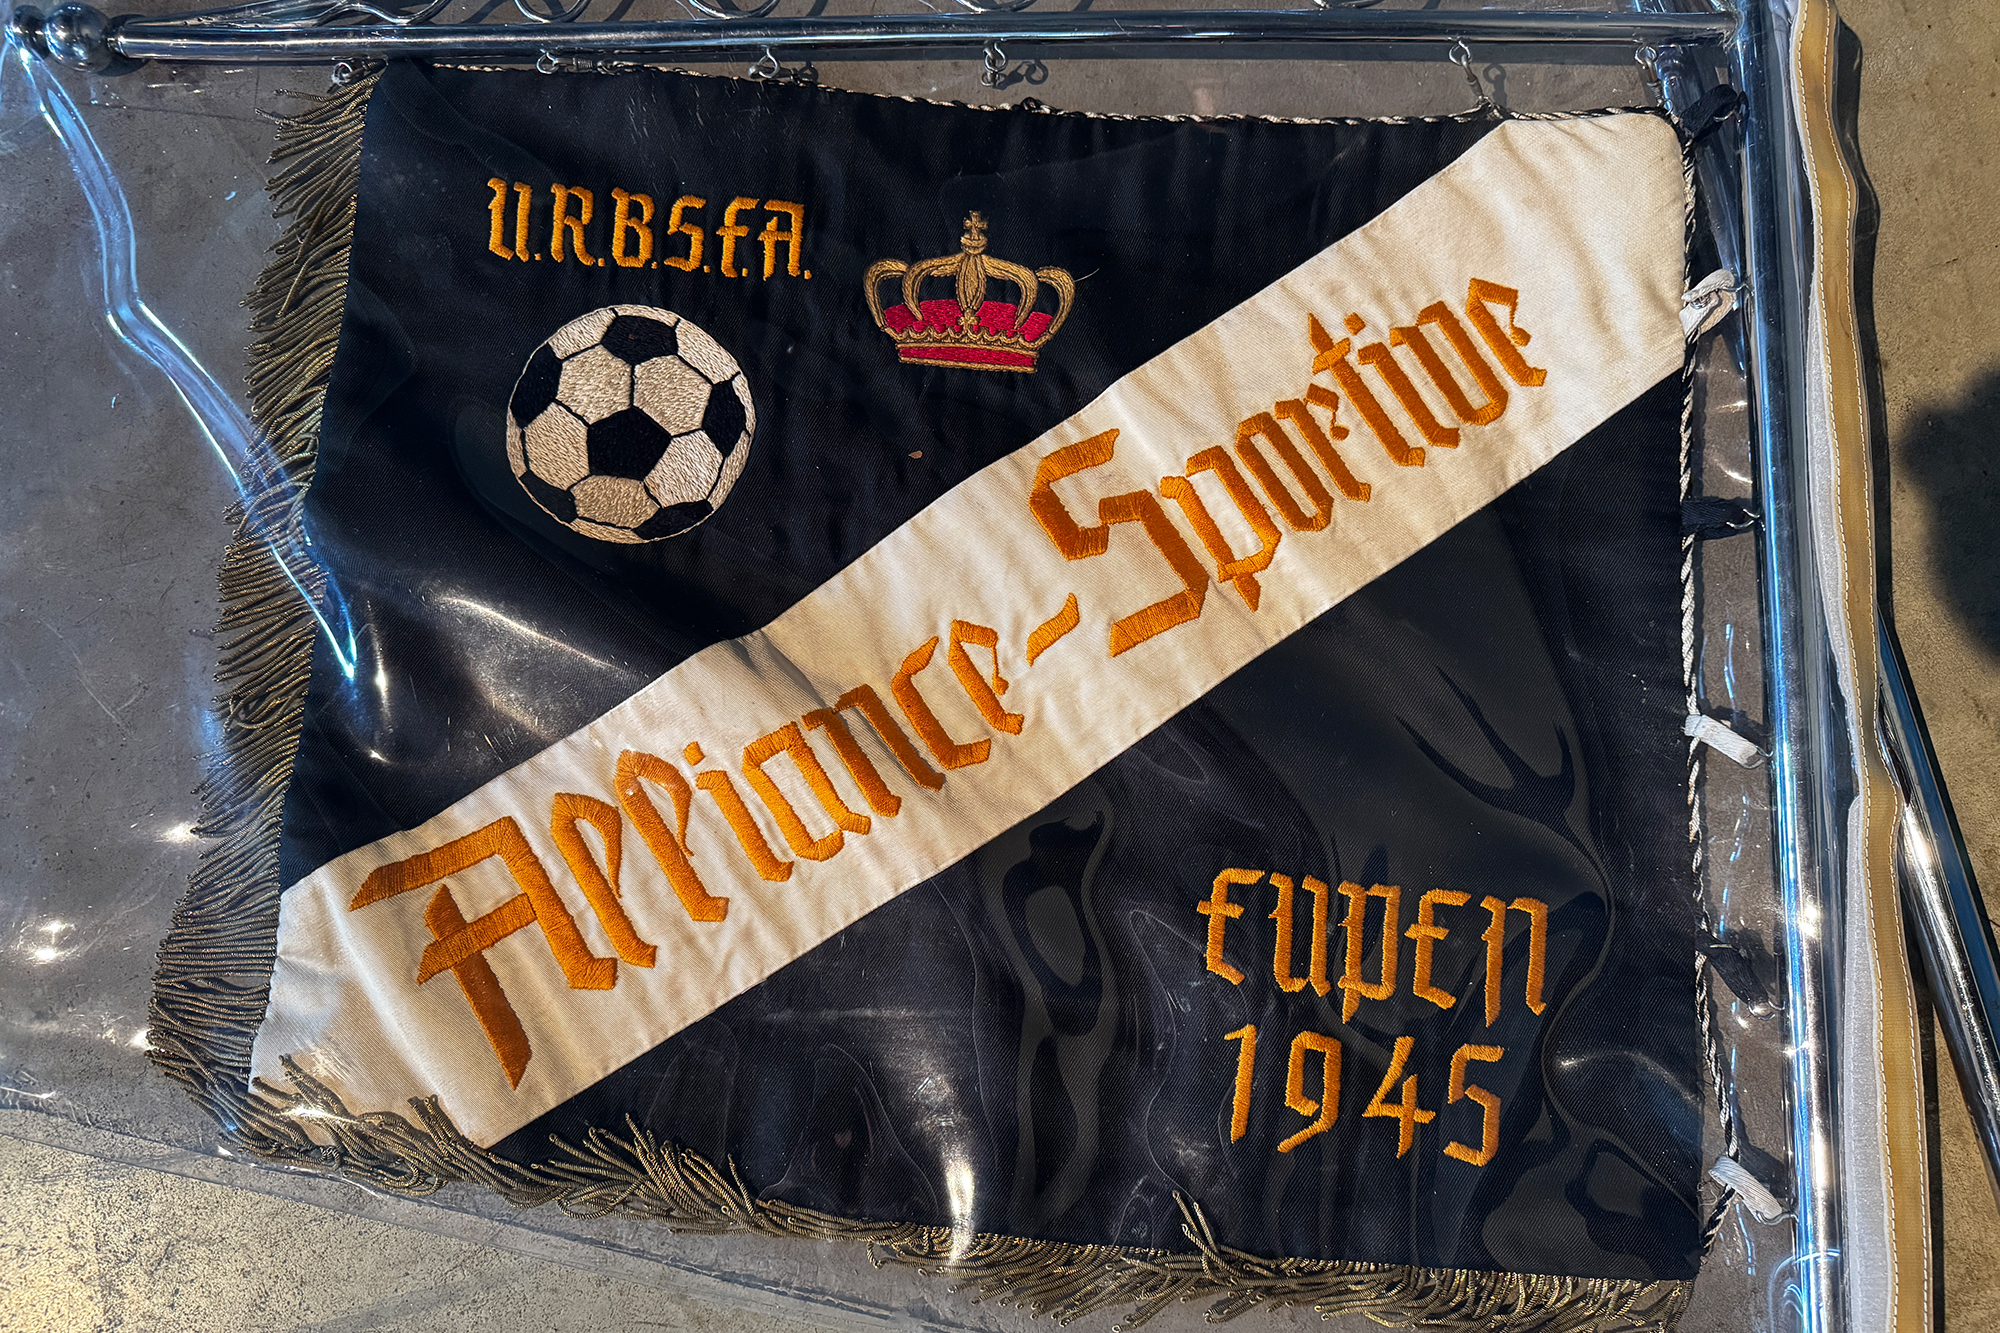 U.R.B.S.F.A.
Alliance-Sportive
EUPEN
1945